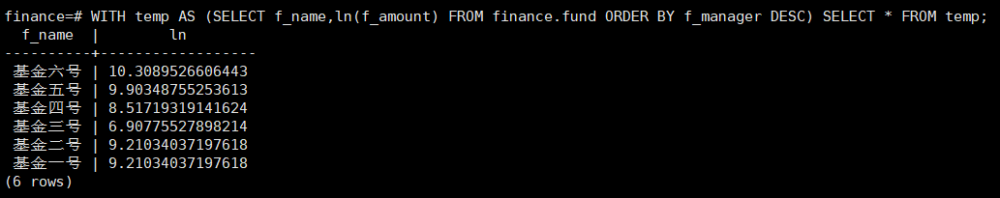 finance=# WITH temp AS (SELECT f_name,ln(f_amount) FROM finance.fund ORDER BY f_manager DESC) SELECT * FROM temp;
  f_name  |        ln
----------+------------------
 基金六号 | 10.3089526606443
 基金五号 | 9.90348755253613
 基金四号 | 8.51719319141624
 基金三号 | 6.90775527898214
 基金二号 | 9.21034037197618
 基金一号 | 9.21034037197618
(6 rows)